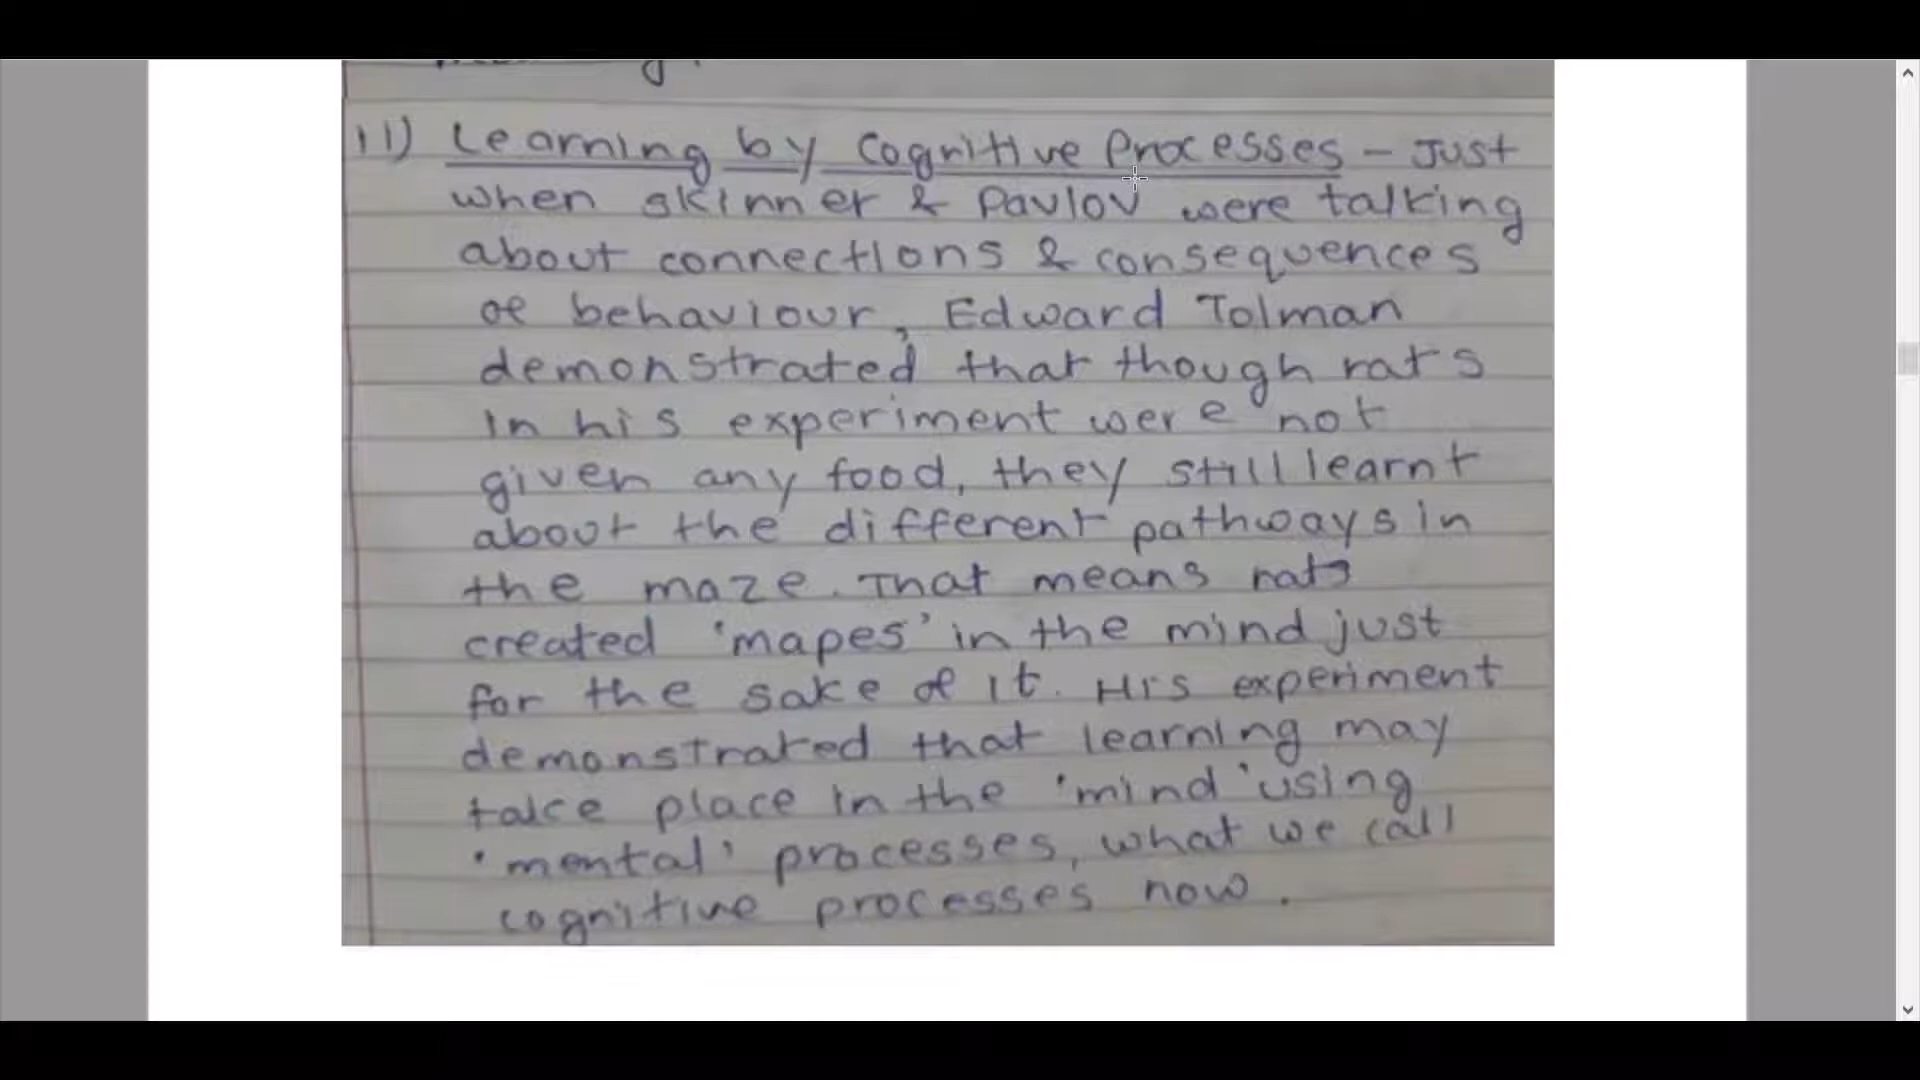 11) Learning by Cognitive Processes - Just
when skinner & Pavlov were talking
about connections & consequences
of behaviour, Edward Tolman
demonstrated that though rats
in his experiment were not
given any food, they still learnt
about the different pathways in
the maze. That means rats
created 'mapes' in the mind just
for the sake of it. His experiment
demonstrated that learning may
take place in the 'mind' using
'mental' processes, what we call
cognitive processes now.